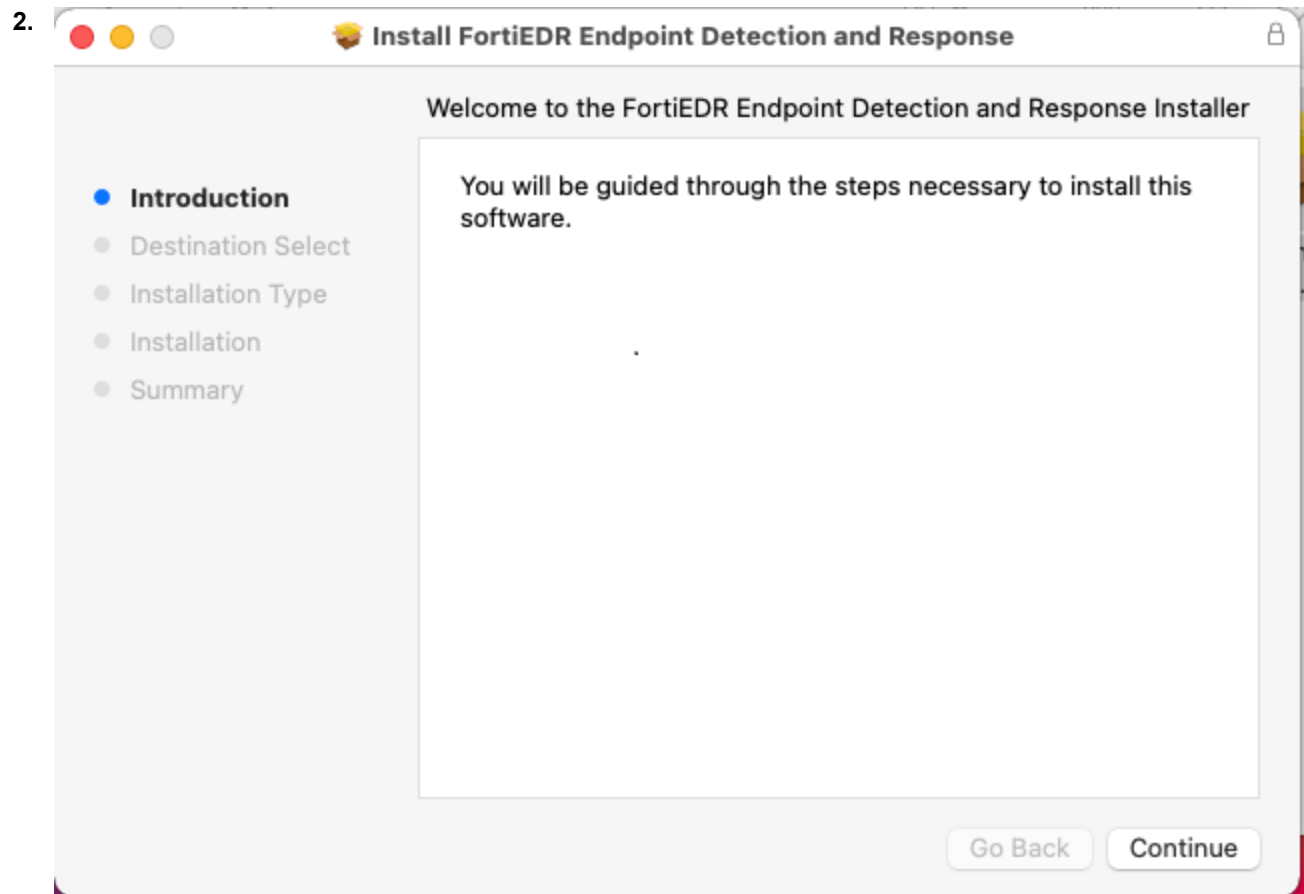 2.
Install FortiEDR Endpoint Detection and Response
Welcome to the FortiEDR Endpoint Detection and Response Installer
Introduction
Destination Select
Installation Type
Installation
Summary
You will be guided through the steps necessary to install this
software.
.
Go Back
Continue